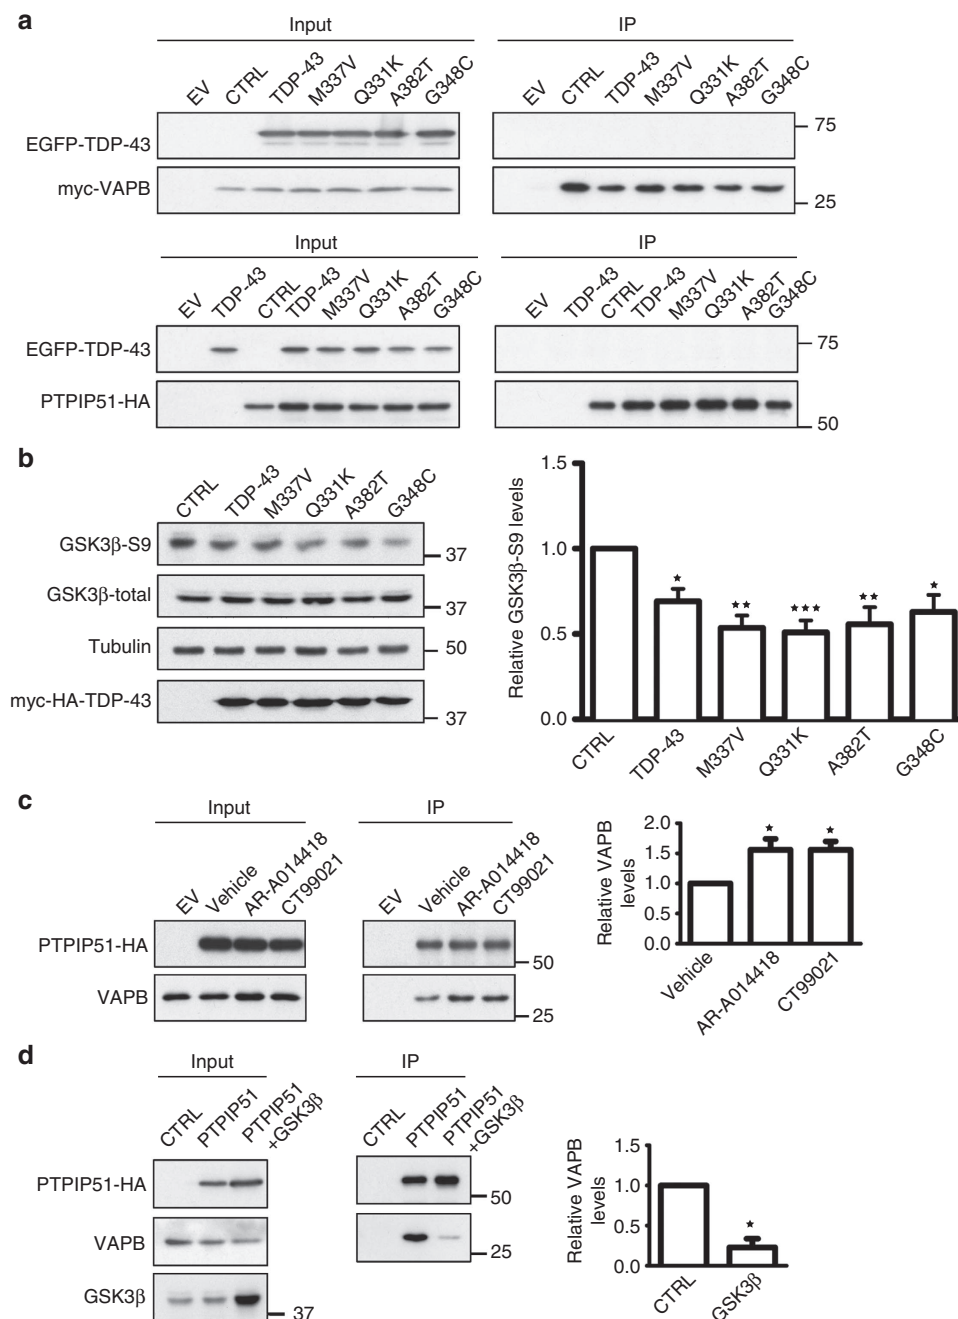 a
Input
IP
EV CTRL TDP-43 M337V Q331K A382T G348C
EV CTRL TDP-43 M337V Q331K A382T G348C
EGFP-TDP-43
75
myc-VAPB
25
Input
IP
EV TDP-43 CTRL TDP-43 M337V Q331K A382T G348C
EV TDP-43 CTRL TDP-43 M337V Q331K A382T G348C
EGFP-TDP-43
75
PTPIP51-HA
50
b
CTRL TDP-43 M337V Q331K A382T G348C
GSK3β-S9
37
GSK3β-total
37
Tubulin
50
myc-HA-TDP-43
37
Relative GSK3β-S9 levels
1.5
1.0
0.5
0.0
CTRL TDP-43 M337V Q331K A382T G348C
c
Input
IP
EV Vehicle AR-A014418 CT99021
EV Vehicle AR-A014418 CT99021
PTPIP51-HA
50
VAPB
25
Relative VAPB
levels
2.0
1.5
1.0
0.5
0.0
Vehicle AR-A014418 CT99021
d
Input
IP
CTRL PTPIP51 PTPIP51
+GSK3β
CTRL PTPIP51 PTPIP51
+GSK3β
PTPIP51-HA
50
VAPB
25
GSK3β
37
Relative VAPB
levels
1.5
1.0
0.5
0.0
CTRL GSK3β